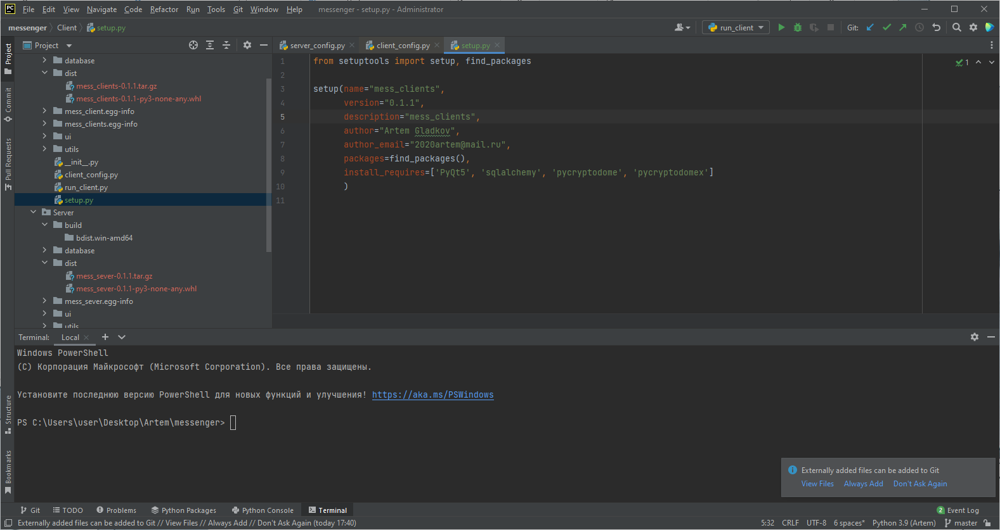 PC File Edit View Navigate Code Refactor Run Tools Git Window Help messenger - setup.py - Administrator
messenger Client setup.py run_client Git:
Project
server_config.py client_config.py setup.py
Project
Commit
Pull Requests
Structure
Bookmarks
database
dist
mess_clients-0.1.1.tar.gz
mess_clients-0.1.1-py3-none-any.whl
mess_client.egg-info
mess_clients.egg-info
ui
utils
__init__.py
client_config.py
run_client.py
setup.py
Server
build
bdist.win-amd64
database
dist
mess_sever-0.1.1.tar.gz
mess_sever-0.1.1-py3-none-any.whl
mess_sever.egg-info
ui
utils
1 from setuptools import setup, find_packages
2
3 setup(name="mess_clients",
4 version="0.1.1",
5 description="mess_clients",
6 author="Artem Gladkov",
7 author_email="2020artem@mail.ru",
8 packages=find_packages(),
9 install_requires=['PyQt5', 'sqlalchemy', 'pycryptodome', 'pycryptodomex']
10 )
11
1
Terminal: Local
Windows PowerShell
(C) Корпорация Майкрософт (Microsoft Corporation). Все права защищены.
Установите последнюю версию PowerShell для новых функций и улучшения! https://aka.ms/PSWindows
PS C:\Users\user\Desktop\Artem\messenger>
Externally added files can be added to Git
View Files Always Add Don't Ask Again
Git TODO Problems Python Packages Python Console Terminal 2 Event Log
Externally added files can be added to Git // View Files // Always Add // Don't Ask Again (today 17:40) 5:32 CRLF UTF-8 6 spaces* Python 3.9 (Artem) master